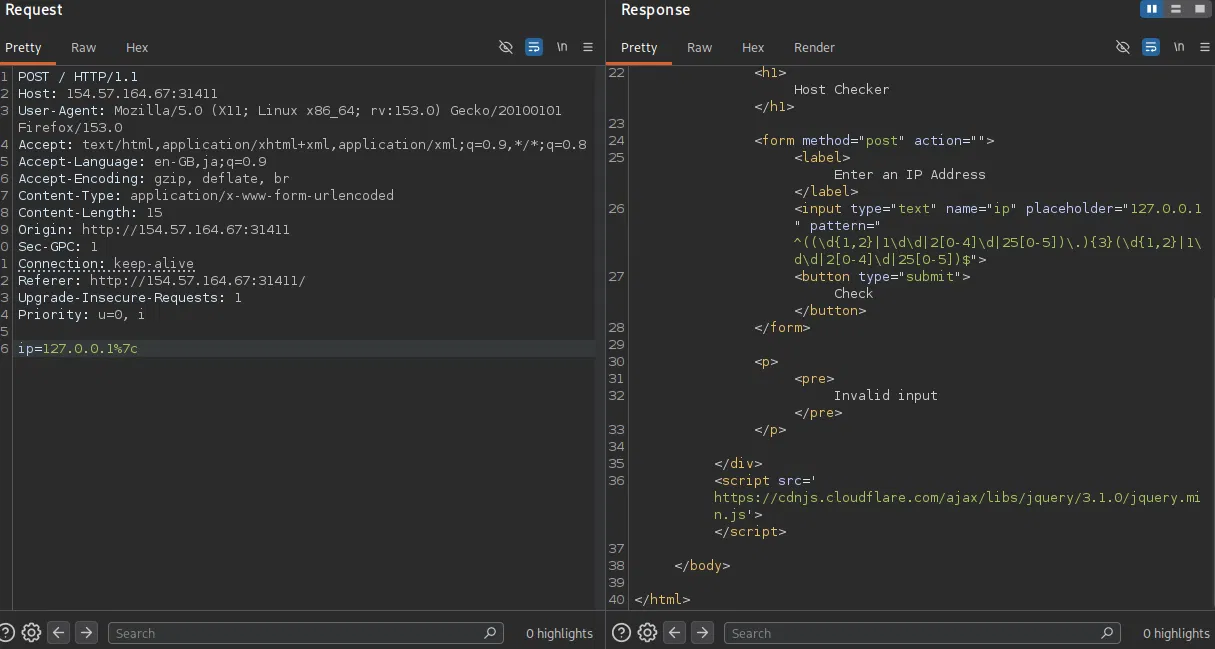 Request
Pretty Raw Hex \n
1 POST / HTTP/1.1
2 Host: 154.57.164.67:31411
3 User-Agent: Mozilla/5.0 (X11; Linux x86_64; rv:153.0) Gecko/20100101
Firefox/153.0
4 Accept: text/html,application/xhtml+xml,application/xml;q=0.9,*/*;q=0.8
5 Accept-Language: en-GB,ja;q=0.9
6 Accept-Encoding: gzip, deflate, br
7 Content-Type: application/x-www-form-urlencoded
8 Content-Length: 15
9 Origin: http://154.57.164.67:31411
0 Sec-GPC: 1
1 Connection: keep-alive
2 Referer: http://154.57.164.67:31411/
3 Upgrade-Insecure-Requests: 1
4 Priority: u=0, i
5
6 ip=127.0.0.1%7c
Search 0 highlights
Response
Pretty Raw Hex Render \n
22 <h1>
Host Checker
</h1>
23
24 <form method="post" action="">
25 <label>
Enter an IP Address
</label>
26 <input type="text" name="ip" placeholder="127.0.0.1
" pattern="
^((\d{1,2}|1\d\d|2[0-4]\d|25[0-5])\.){3}(\d{1,2}|1\
d\d|2[0-4]\d|25[0-5])$">
27 <button type="submit">
Check
</button>
28 </form>
29
30 <p>
31 <pre>
32 Invalid input
</pre>
33 </p>
34
35 </div>
36 <script src='
https://cdnjs.cloudflare.com/ajax/libs/jquery/3.1.0/jquery.mi
n.js'>
</script>
37
38 </body>
39
40 </html>
Search 0 highlights